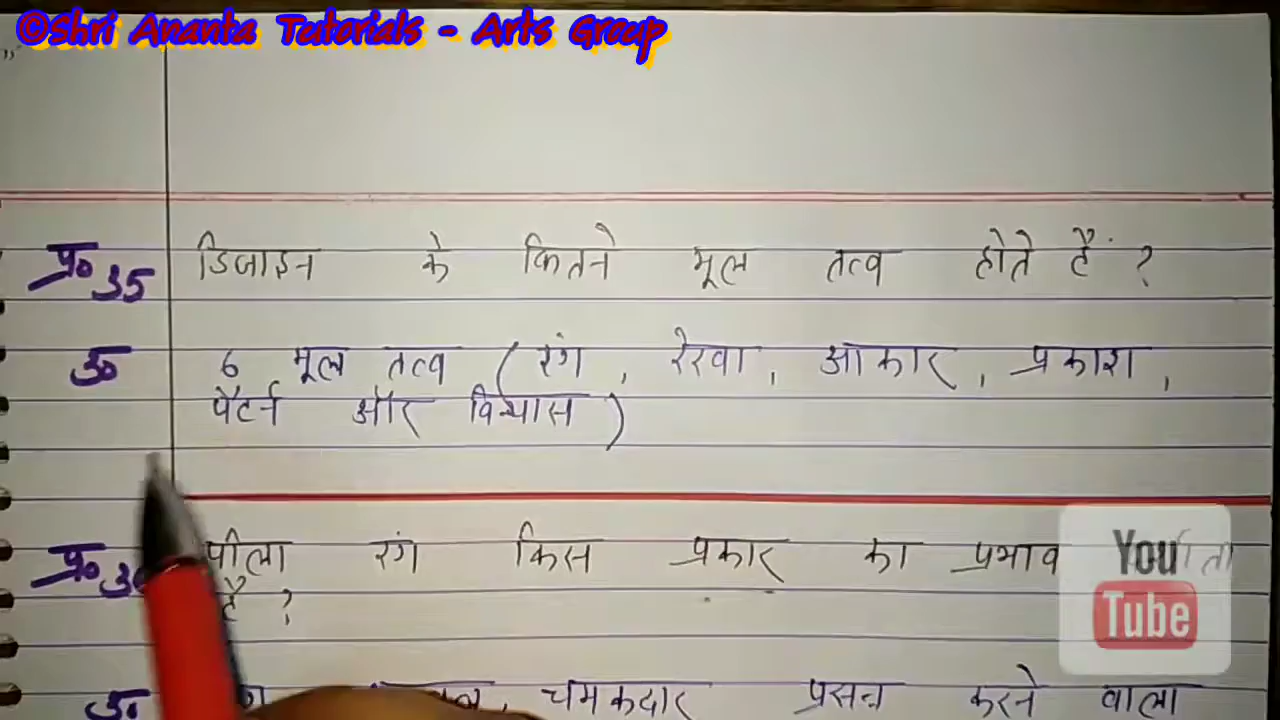 ©Shri Ananta Tutorials - Arts Group
प्र० 35 डिजाइन के कितने मूल तत्व होते हैं ?
उ० 6 मूल तत्व ( रंग , रेखा , आकार , प्रकाश ,
पैटर्न और विन्यास )
पीला रंग किस प्रकार का प्रभाव
है ?
उ० चमकदार प्रसन्न करने वाला
You
Tube